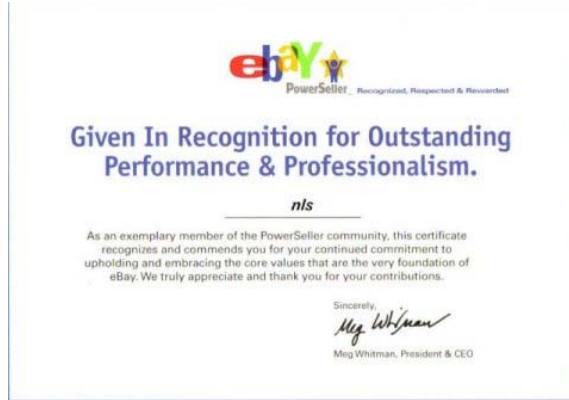 ebaY
PowerSeller Recognized, Respected & Rewarded
Given In Recognition for Outstanding
Performance & Professionalism.
nls
As an exemplary member of the PowerSeller community, this certificate
recognizes and commends you for your continued commitment to
upholding and embracing the core values that are the very foundation of
eBay. We truly appreciate and thank you for your contributions.
Sincerely,
Meg Whitman
Meg Whitman, President & CEO